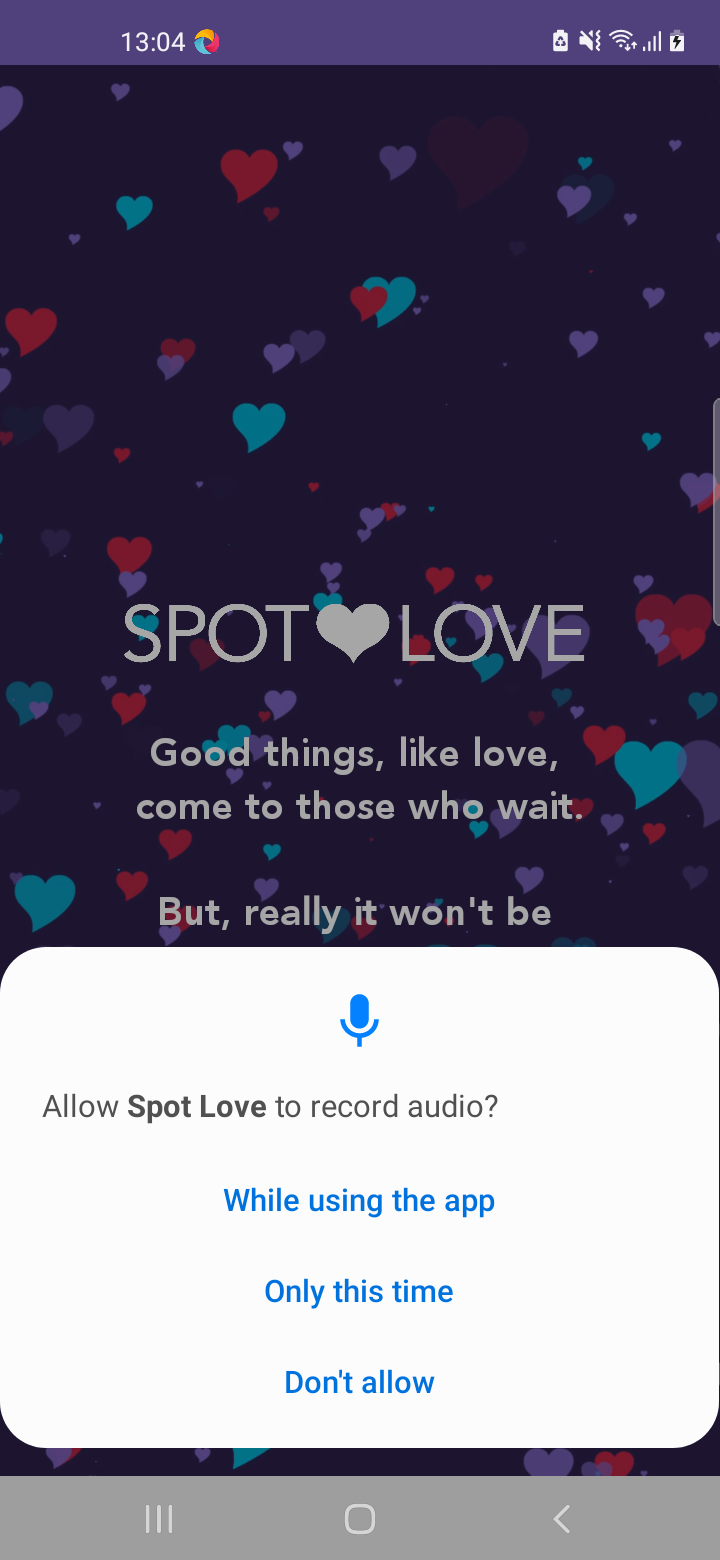 13:04
SPOT LOVE
Good things, like love,
come to those who wait.
But, really it won't be
Allow Spot Love to record audio?
While using the app
Only this time
Don't allow